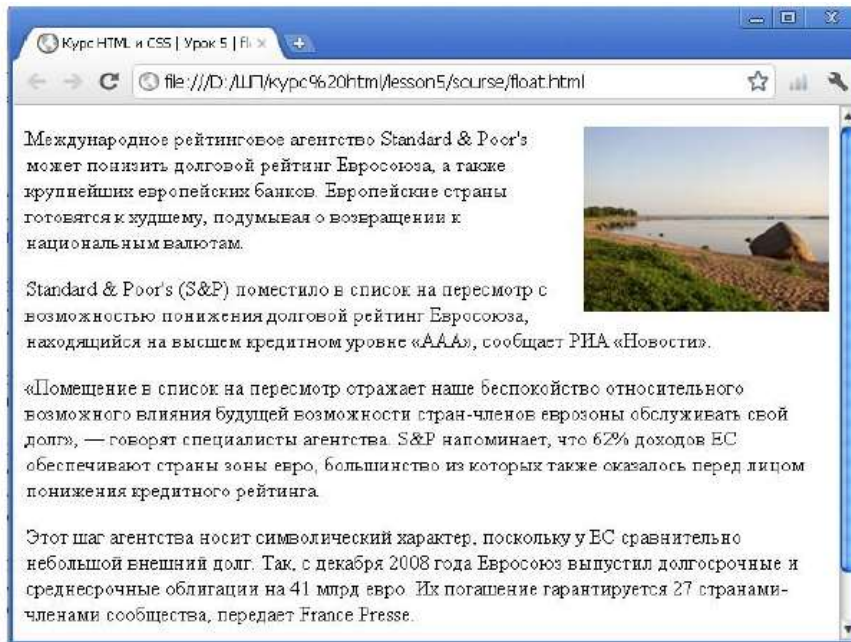 Курс HTML и CSS | Урок 5 | fl
file:///D:/ШП/курс%20html/lesson5/sourse/float.html
Международное рейтинговое агентство Standard & Poor's
может понизить долговой рейтинг Евросоюза, а также
крупнейших европейских банков. Европейские страны
готовятся к худшему, подумывая о возвращении к
национальным валютам.
Standard & Poor's (S&P) поместило в список на пересмотр с
возможностью понижения долговой рейтинг Евросоюза,
находящийся на высшем кредитном уровне «ААА», сообщает РИА «Новости».
«Помещение в список на пересмотр отражает наше беспокойство относительного
возможного влияния будущей возможности стран-членов еврозоны обслуживать свой
долг», — говорят специалисты агентства. S&P напоминает, что 62% доходов ЕС
обеспечивают страны зоны евро, большинство из которых также оказалось перед лицом
понижения кредитного рейтинга.
Этот шаг агентства носит символический характер, поскольку у ЕС сравнительно
небольшой внешний долг. Так, с декабря 2008 года Евросоюз выпустил долгосрочные и
среднесрочные облигации на 41 млрд евро. Их погашение гарантируется 27 странами-
членами сообщества, передает France Presse.